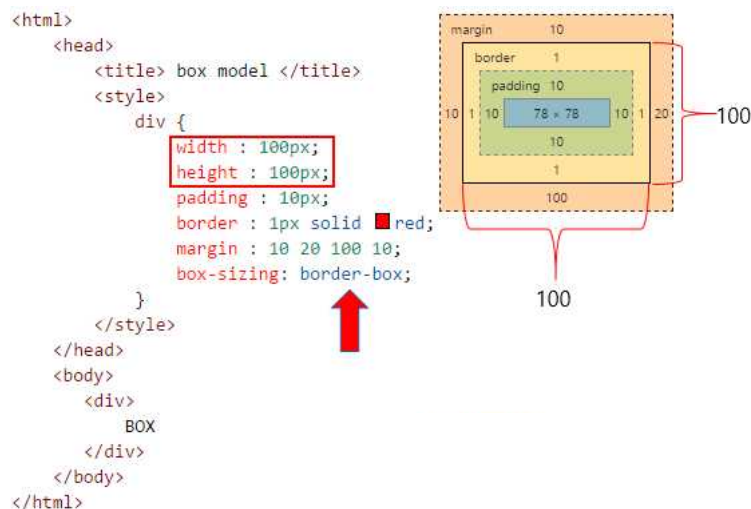 <html>
<head>
<title> box model </title>
<style>
div {
width : 100px;
height : 100px;
padding : 10px;
border : 1px solid red;
margin : 10 20 100 10;
box-sizing: border-box;
}
</style>
</head>
<body>
<div>
BOX
</div>
</body>
</html>
margin 10
border 1
padding 10
10 1 10 78 × 78 10 1 20
10
1
100
100
100